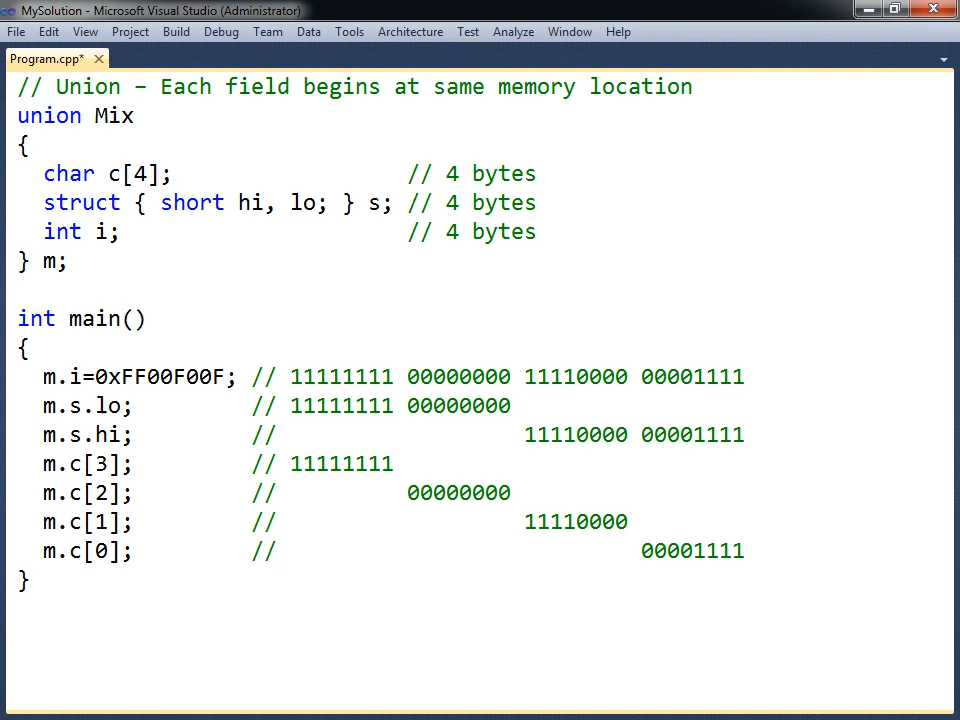 MySolution - Microsoft Visual Studio (Administrator)
File Edit View Project Build Debug Team Data Tools Architecture Test Analyze Window Help
Program.cpp*
// Union – Each field begins at same memory location
union Mix
{
  char c[4];                  // 4 bytes
  struct { short hi, lo; } s; // 4 bytes
  int i;                      // 4 bytes
} m;
int main()
{
  m.i=0xFF00F00F; // 11111111 00000000 11110000 00001111
  m.s.lo;         // 11111111 00000000
  m.s.hi;         //                   11110000 00001111
  m.c[3];         // 11111111
  m.c[2];         //          00000000
  m.c[1];         //                   11110000
  m.c[0];         //                            00001111
}